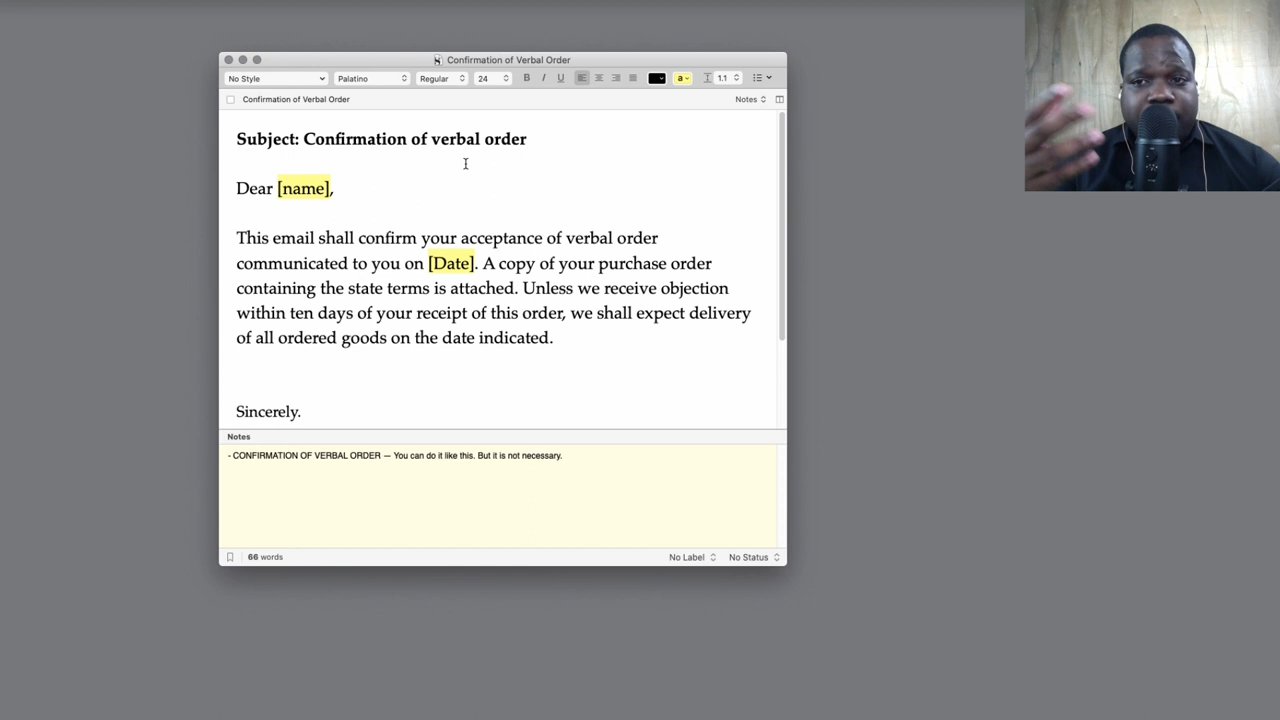 Confirmation of Verbal Order
No Style Palatino Regular 24 B I U a 1.1
Confirmation of Verbal Order Notes
Subject: Confirmation of verbal order
Dear [name],
This email shall confirm your acceptance of verbal order
communicated to you on [Date]. A copy of your purchase order
containing the state terms is attached. Unless we receive objection
within ten days of your receipt of this order, we shall expect delivery
of all ordered goods on the date indicated.
Sincerely.
Notes
- CONFIRMATION OF VERBAL ORDER — You can do it like this. But it is not necessary.
66 words No Label No Status